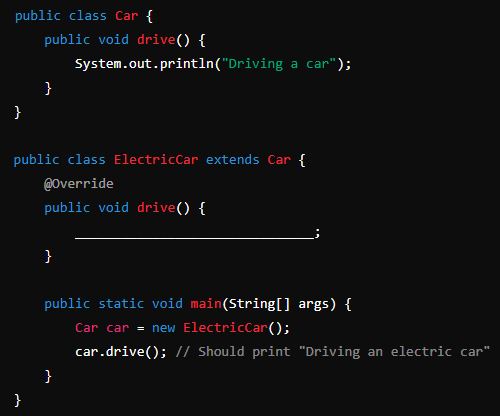 public class Car {
public void drive() {
System.out.println("Driving a car");
}
}
public class ElectricCar extends Car {
@Override
public void drive() {
______________________________;
}
public static void main(String[] args) {
Car car = new ElectricCar();
car.drive(); // Should print "Driving an electric car"
}
}